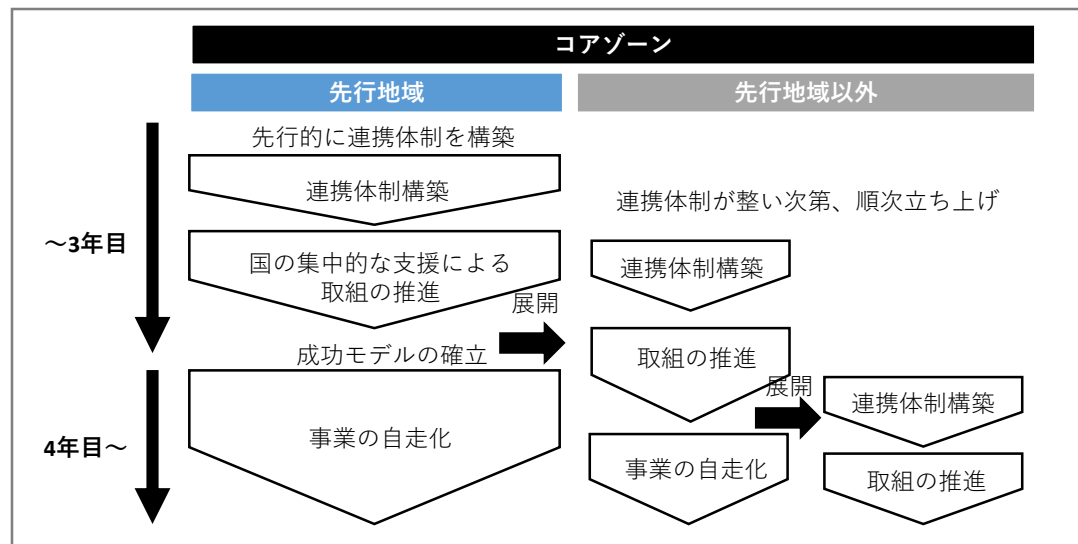 コアゾーン
先行地域
先行地域以外
先行的に連携体制を構築
連携体制構築
連携体制が整い次第、順次立ち上げ
～3年目
国の集中的な支援による
取組の推進
連携体制構築
展開
成功モデルの確立
取組の推進
展開
連携体制構築
4年目～
事業の自走化
事業の自走化
取組の推進